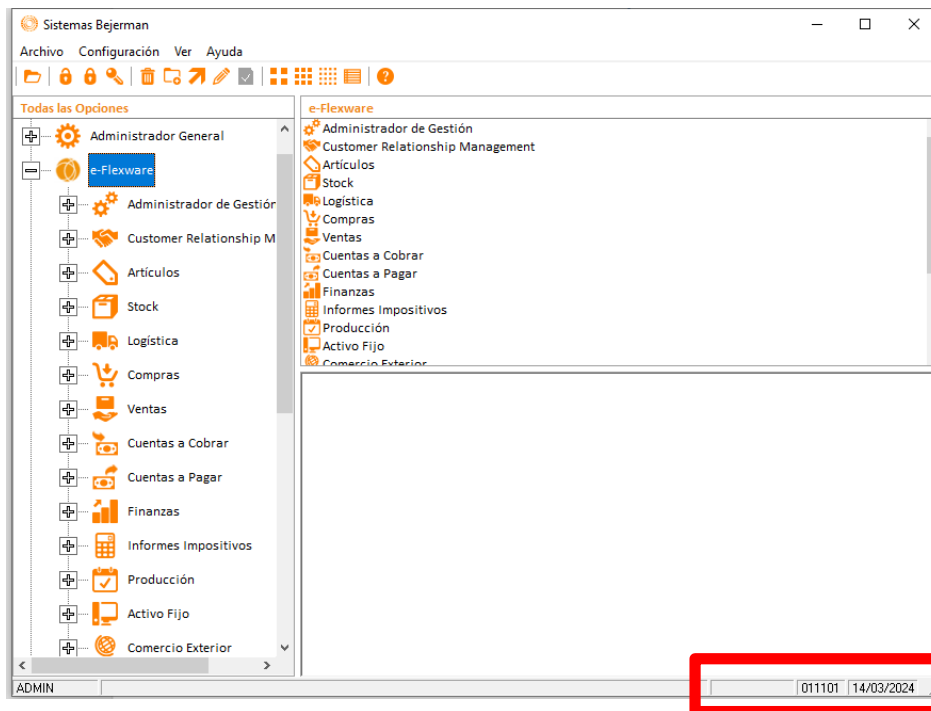 Sistemas Bejerman
Archivo Configuración Ver Ayuda
Todas las Opciones
Administrador General
e-Flexware
Administrador de Gestión
Customer Relationship M
Artículos
Stock
Logística
Compras
Ventas
Cuentas a Cobrar
Cuentas a Pagar
Finanzas
Informes Impositivos
Producción
Activo Fijo
Comercio Exterior
e-Flexware
Administrador de Gestión
Customer Relationship Management
Artículos
Stock
Logística
Compras
Ventas
Cuentas a Cobrar
Cuentas a Pagar
Finanzas
Informes Impositivos
Producción
Activo Fijo
Comercio Exterior
ADMIN 011101 14/03/2024